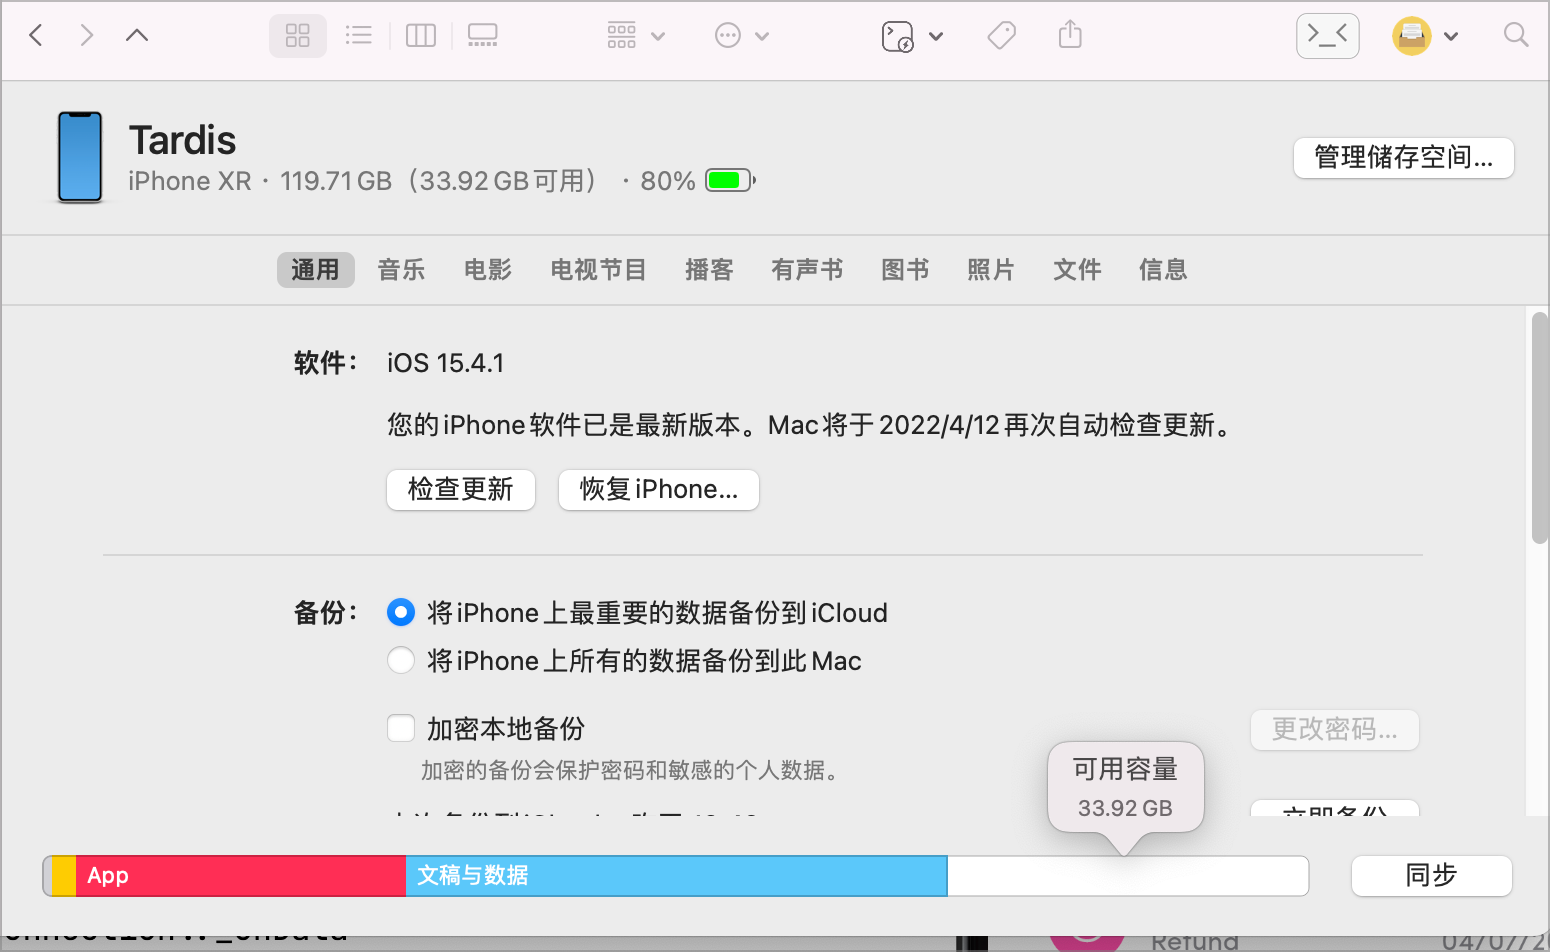 Tardis
iPhone XR · 119.71 GB（33.92 GB 可用） · 80%
管理储存空间...
通用 音乐 电影 电视节目 播客 有声书 图书 照片 文件 信息
软件： iOS 15.4.1
您的 iPhone 软件已是最新版本。Mac 将于 2022/4/12 再次自动检查更新。
检查更新 恢复 iPhone...
备份： 将 iPhone 上最重要的数据备份到 iCloud
将 iPhone 上所有的数据备份到此 Mac
加密本地备份 更改密码...
加密的备份会保护密码和敏感的个人数据。
立即备份
可用容量
33.92 GB
App 文稿与数据 同步
Refund